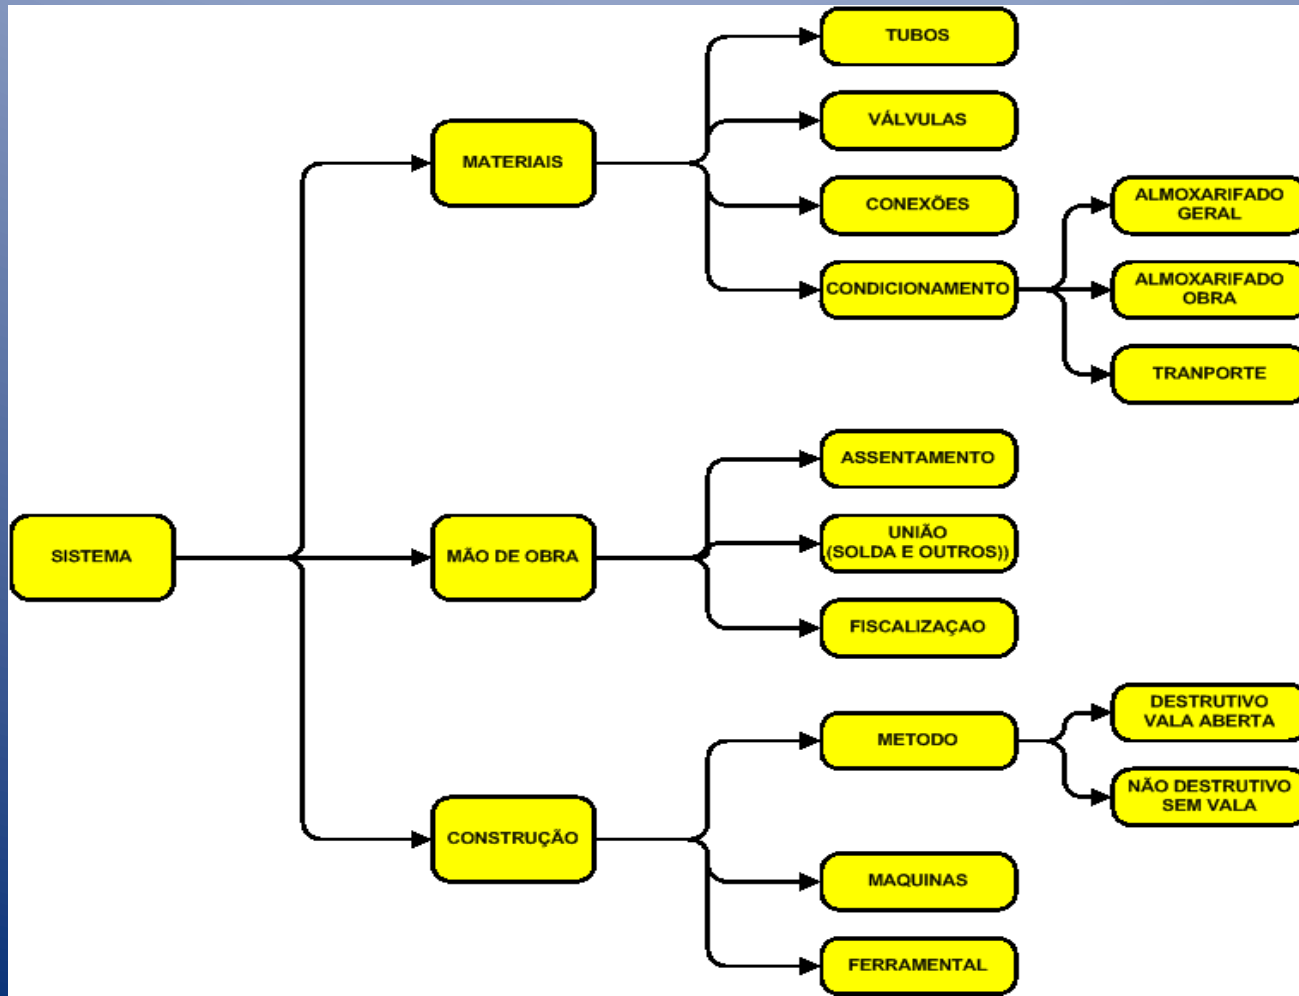 TUBOS
VÁLVULAS
MATERIAIS
CONEXÕES
ALMOXARIFADO
GERAL
CONDICIONAMENTO
ALMOXARIFADO
OBRA
TRANPORTE
ASSENTAMENTO
SISTEMA
MÃO DE OBRA
UNIÃO
(SOLDA E OUTROS))
FISCALIZAÇAO
DESTRUTIVO
VALA ABERTA
METODO
NÃO DESTRUTIVO
SEM VALA
CONSTRUÇÃO
MAQUINAS
FERRAMENTAL